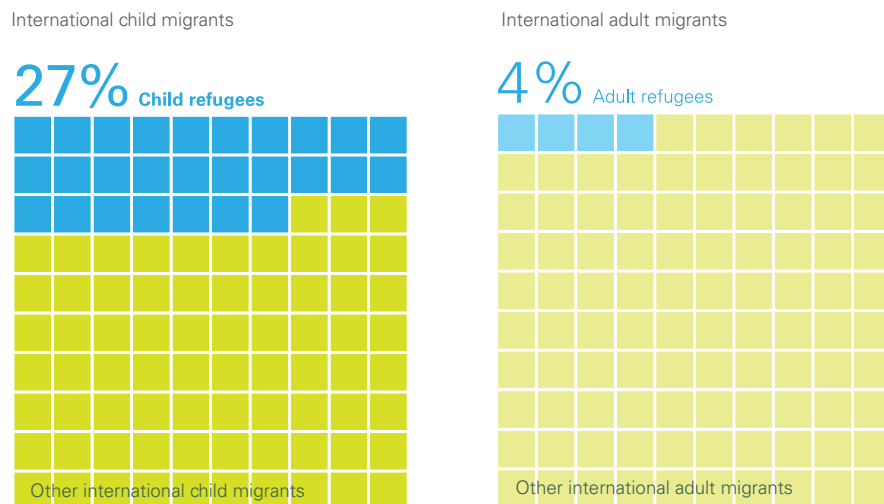 International child migrants
27% Child refugees
Other international child migrants
International adult migrants
4% Adult refugees
Other international adult migrants